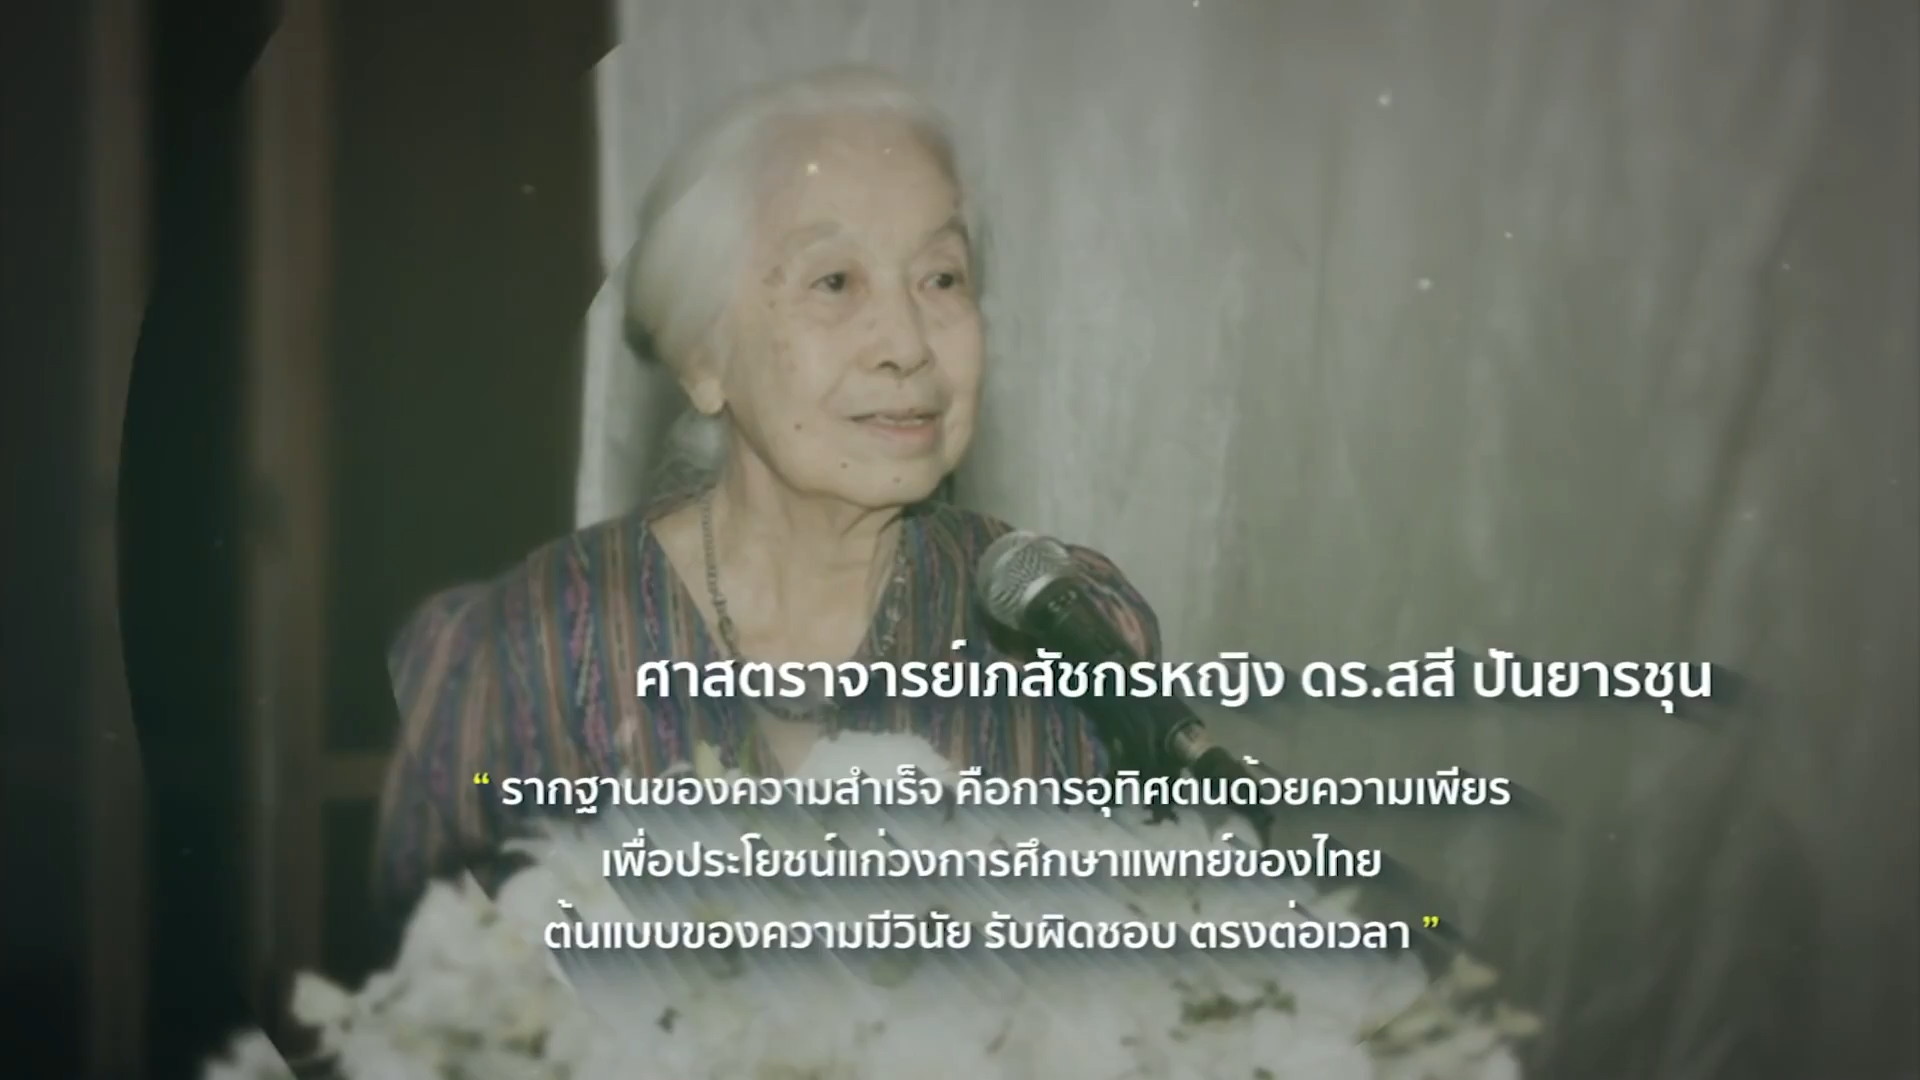 ศาสตราจารย์เภสัชกรหญิง ดร.สสี ปันยารชุน
“ รากฐานของความสำเร็จ คือการอุทิศตนด้วยความเพียร
เพื่อประโยชน์แก่วงการศึกษาแพทย์ของไทย
ต้นแบบของความมีวินัย รับผิดชอบ ตรงต่อเวลา ”